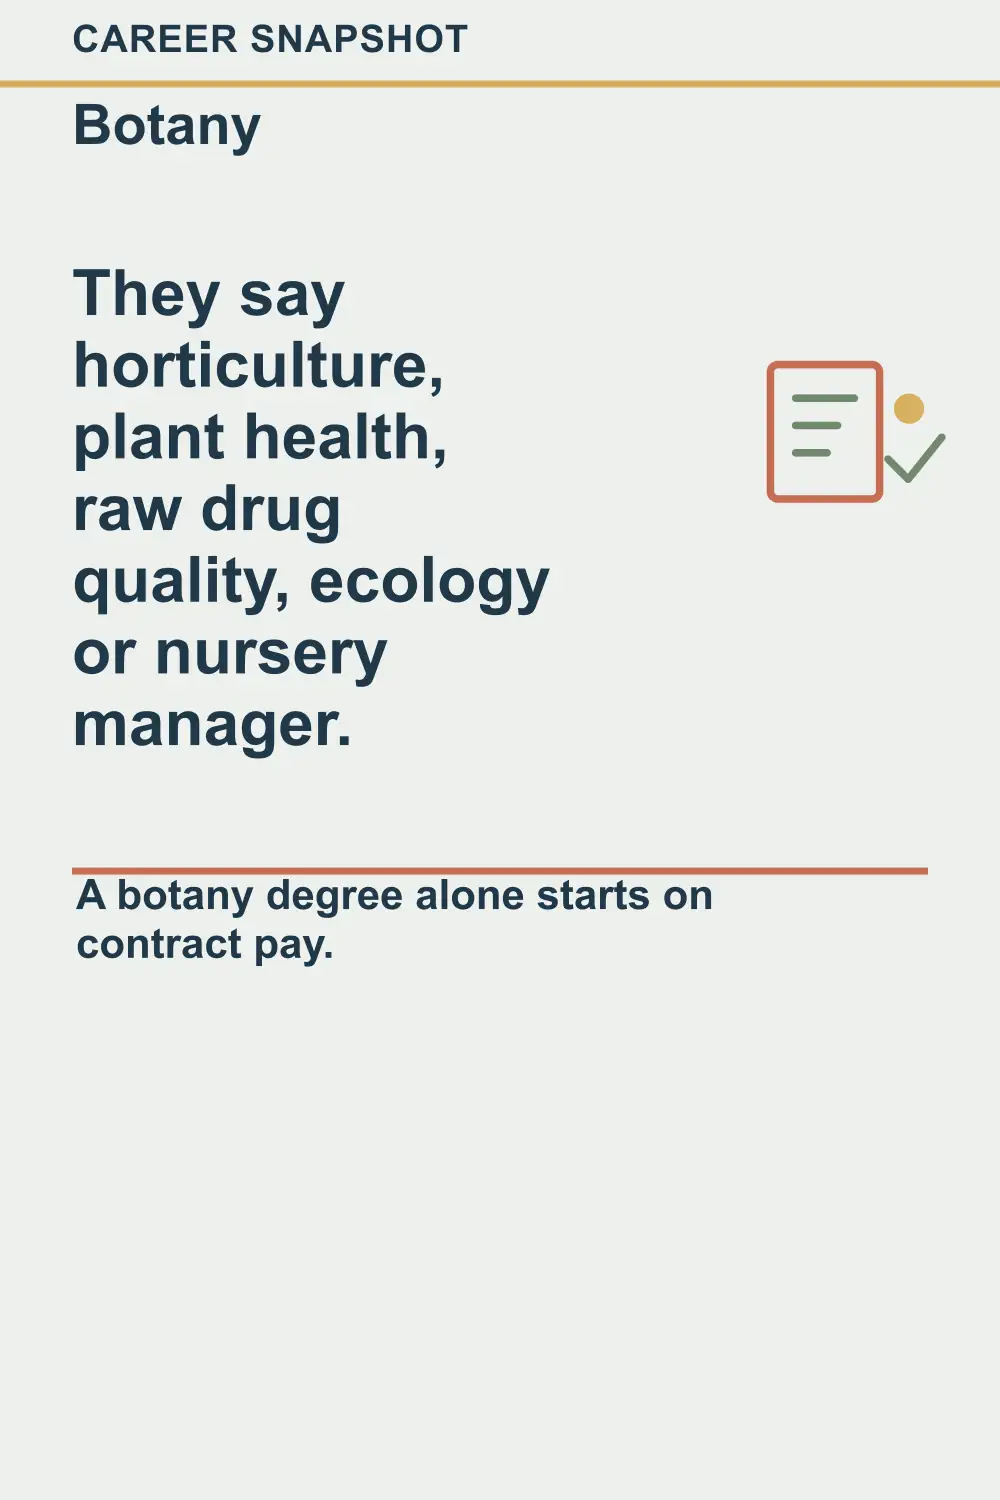 CAREER SNAPSHOT
Botany
They say
horticulture,
plant health,
raw drug
quality, ecology
or nursery
manager.
A botany degree alone starts on
contract pay.